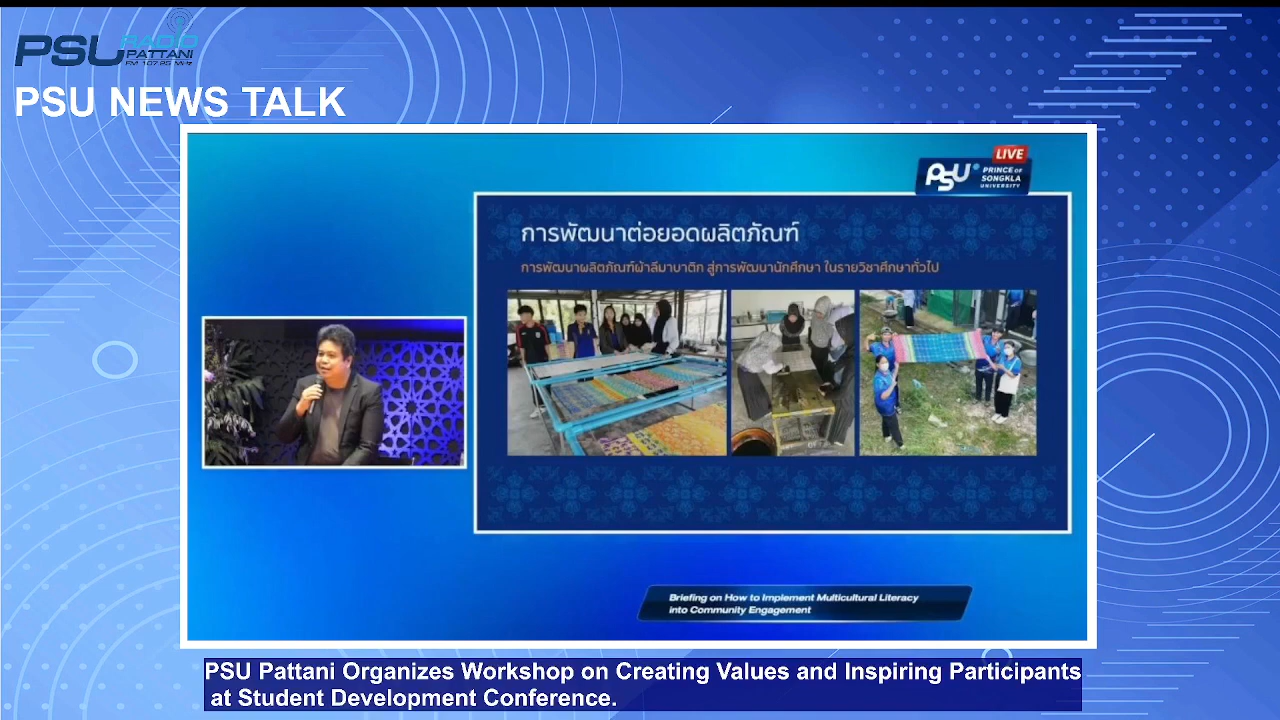 PSU RADIO
PATTANI
FM 107.25 MHz
PSU NEWS TALK
LIVE
PSU PRINCE OF
SONGKLA
UNIVERSITY
การพัฒนาต่อยอดผลิตภัณฑ์
การพัฒนาผลิตภัณฑ์ผ้าลีมาบาติก สู่การพัฒนานักศึกษา ในรายวิชาศึกษาทั่วไป
Briefing on How to Implement Multicultural Literacy
into Community Engagement
PSU Pattani Organizes Workshop on Creating Values and Inspiring Participants
at Student Development Conference.